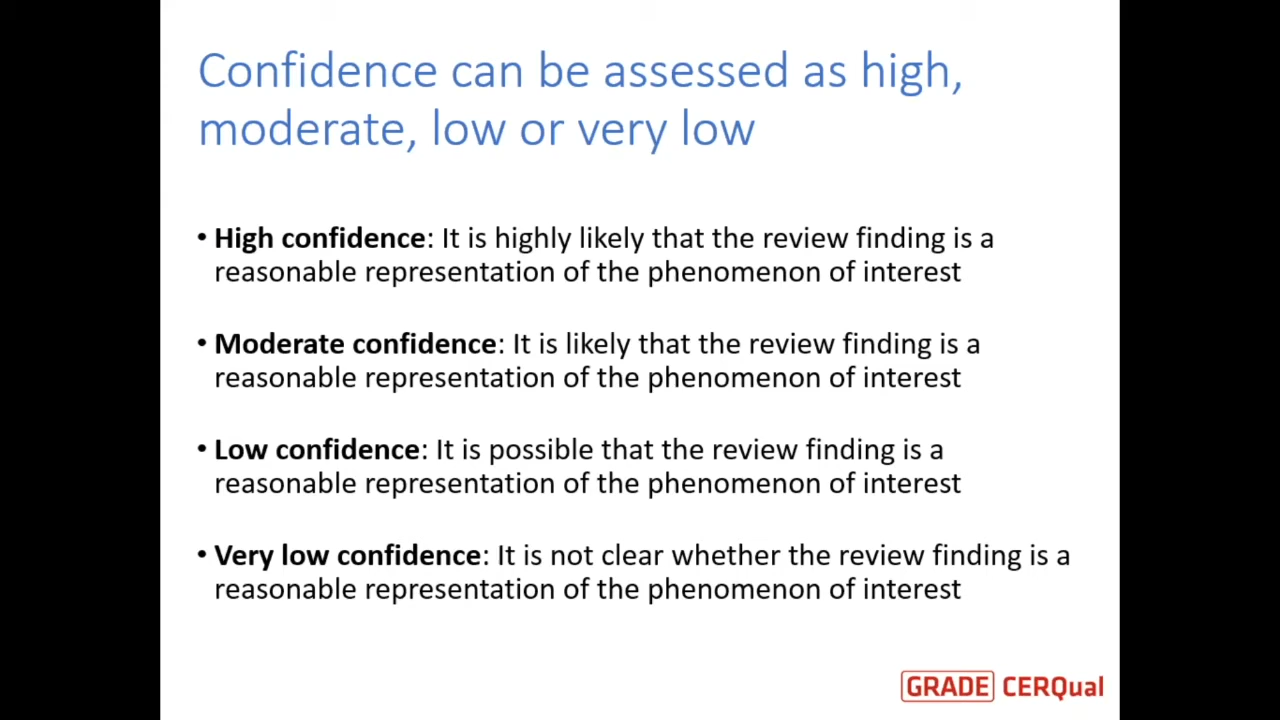 Confidence can be assessed as high,
moderate, low or very low
• High confidence: It is highly likely that the review finding is a
reasonable representation of the phenomenon of interest
• Moderate confidence: It is likely that the review finding is a
reasonable representation of the phenomenon of interest
• Low confidence: It is possible that the review finding is a
reasonable representation of the phenomenon of interest
• Very low confidence: It is not clear whether the review finding is a
reasonable representation of the phenomenon of interest
GRADE CERQual